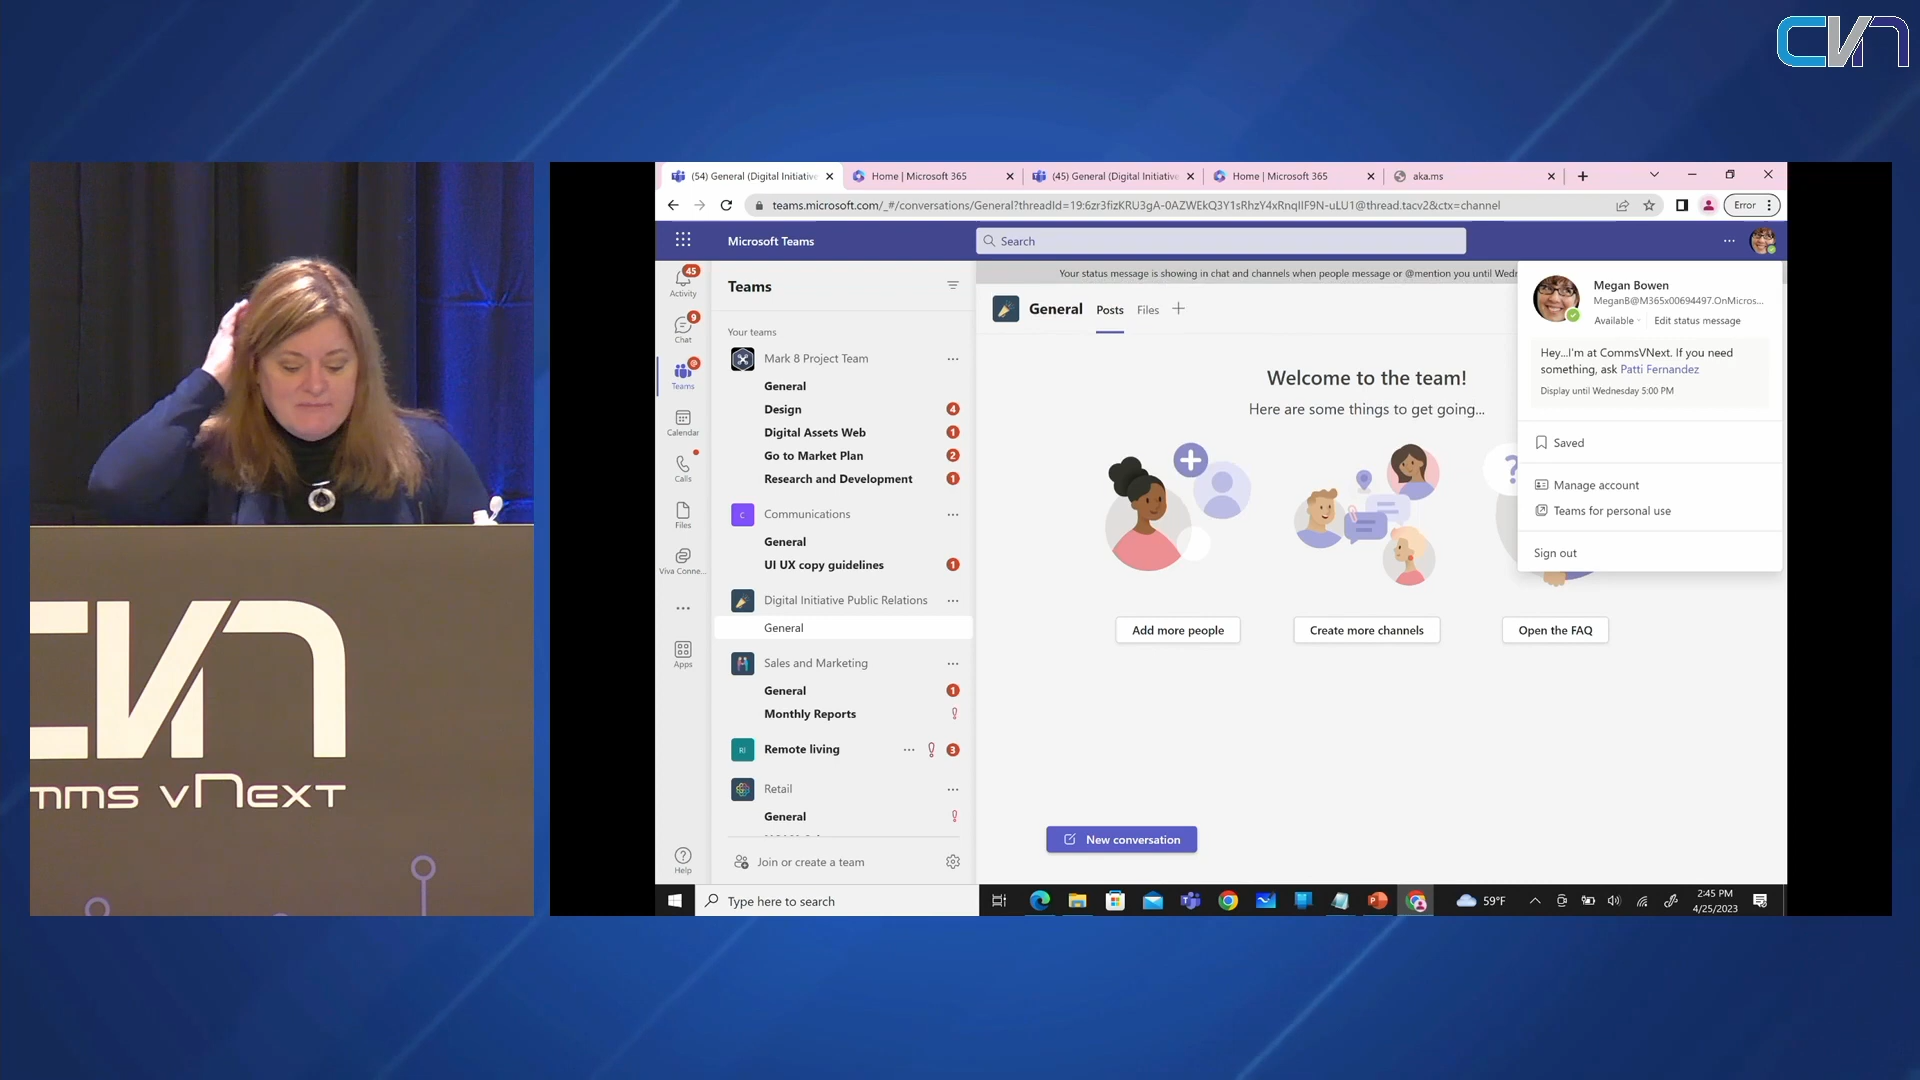 CVN
(54) General (Digital Initiative
Home | Microsoft 365
(45) General (Digital Initiative
Home | Microsoft 365
aka.ms
teams.microsoft.com/_#/conversations/General?threadId=19:6zr3fizKRU3gA-0AZWEkQ3Y1sRhzY4xRnqIIF9N-uLU1@thread.tacv2&ctx=channel
Error
Microsoft Teams
Search
Your status message is showing in chat and channels when people message or @mention you until Wedr
45
Activity
9
Chat
Teams
Calendar
Calls
Files
Viva Conne...
Apps
Help
Teams
Your teams
Mark 8 Project Team
General
Design 4
Digital Assets Web 1
Go to Market Plan 2
Research and Development 1
C Communications
General
UI UX copy guidelines 1
Digital Initiative Public Relations
General
Sales and Marketing
General 1
Monthly Reports
Rl Remote living 3
Retail
General
Join or create a team
General Posts Files
Welcome to the team!
Here are some things to get going...
Add more people
Create more channels
Open the FAQ
New conversation
Megan Bowen
MeganB@M365x00694497.OnMicros...
Available Edit status message
Hey...I'm at CommsVNext. If you need
something, ask Patti Fernandez
Display until Wednesday 5:00 PM
Saved
Manage account
Teams for personal use
Sign out
Type here to search
59°F
2:45 PM
4/25/2023
CVN
mms vNext